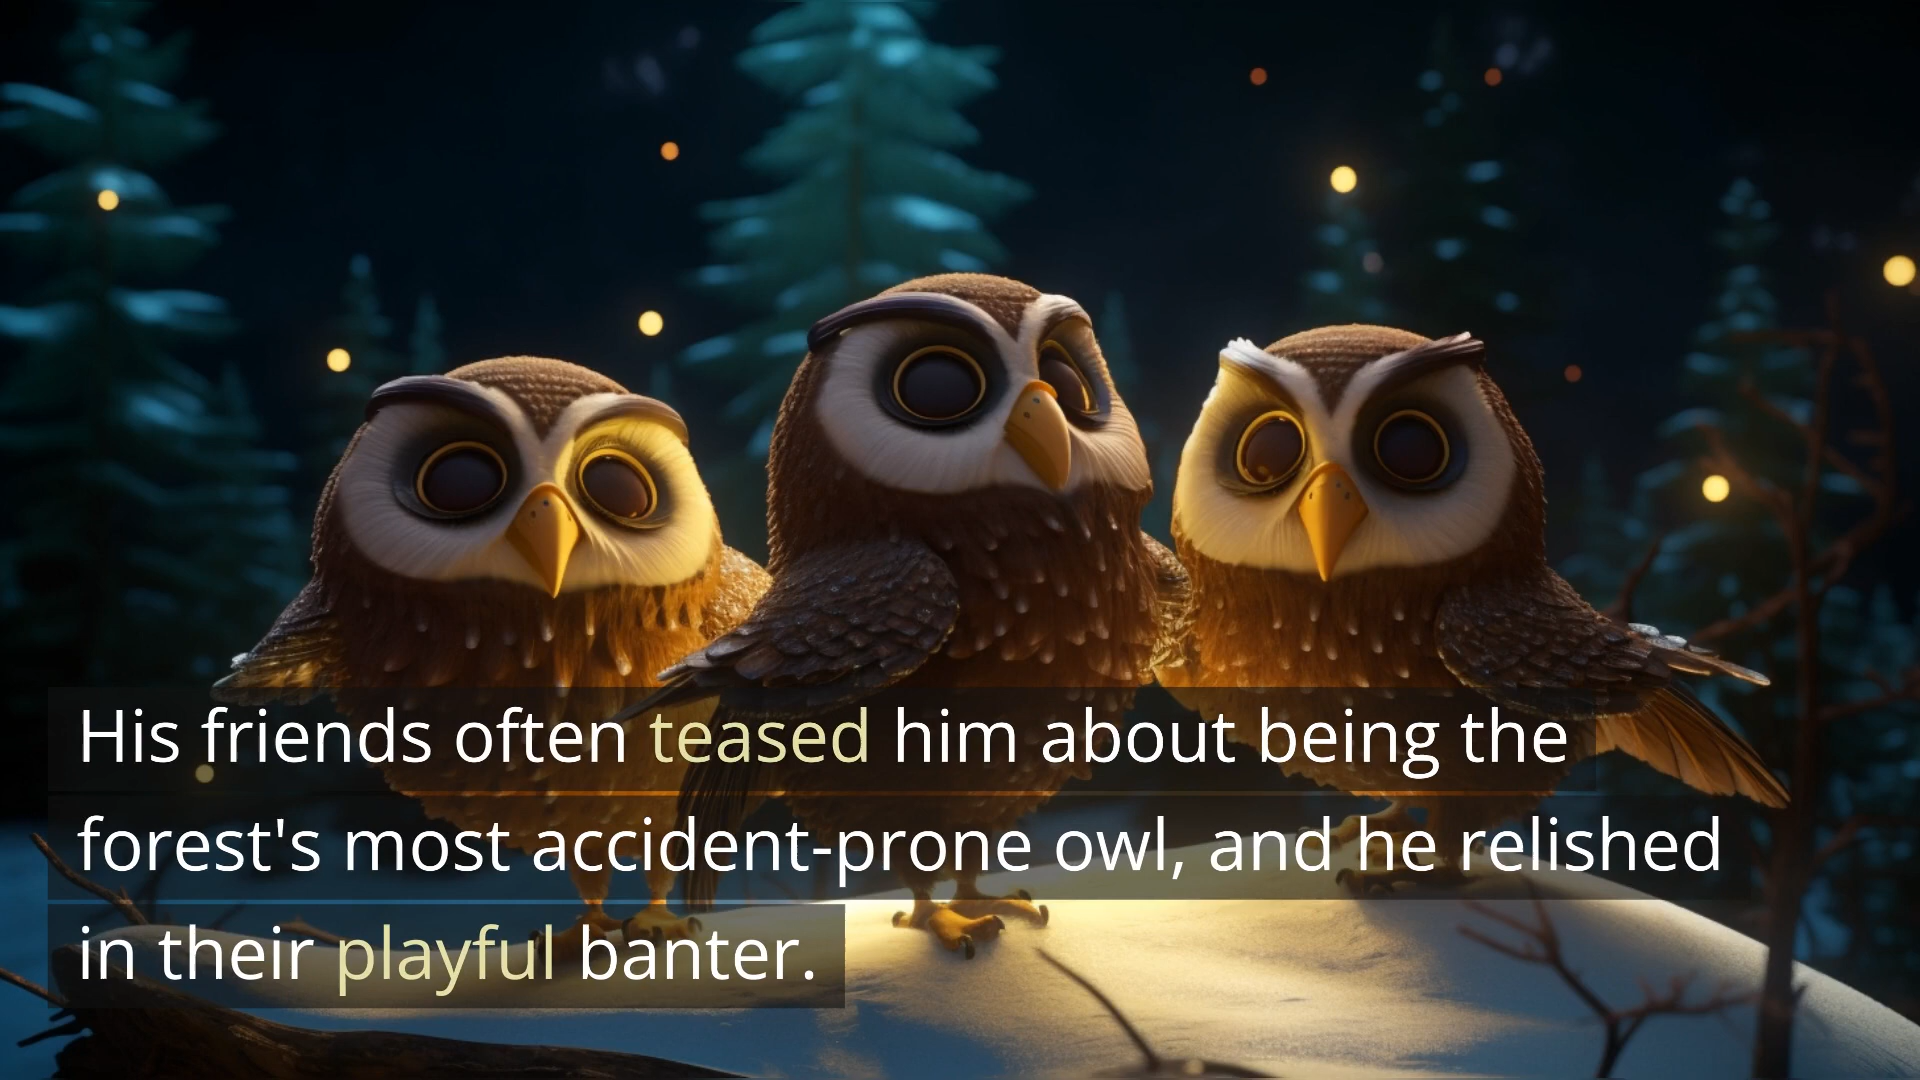 His friends often teased him about being the
forest's most accident-prone owl, and he relished
in their playful banter.